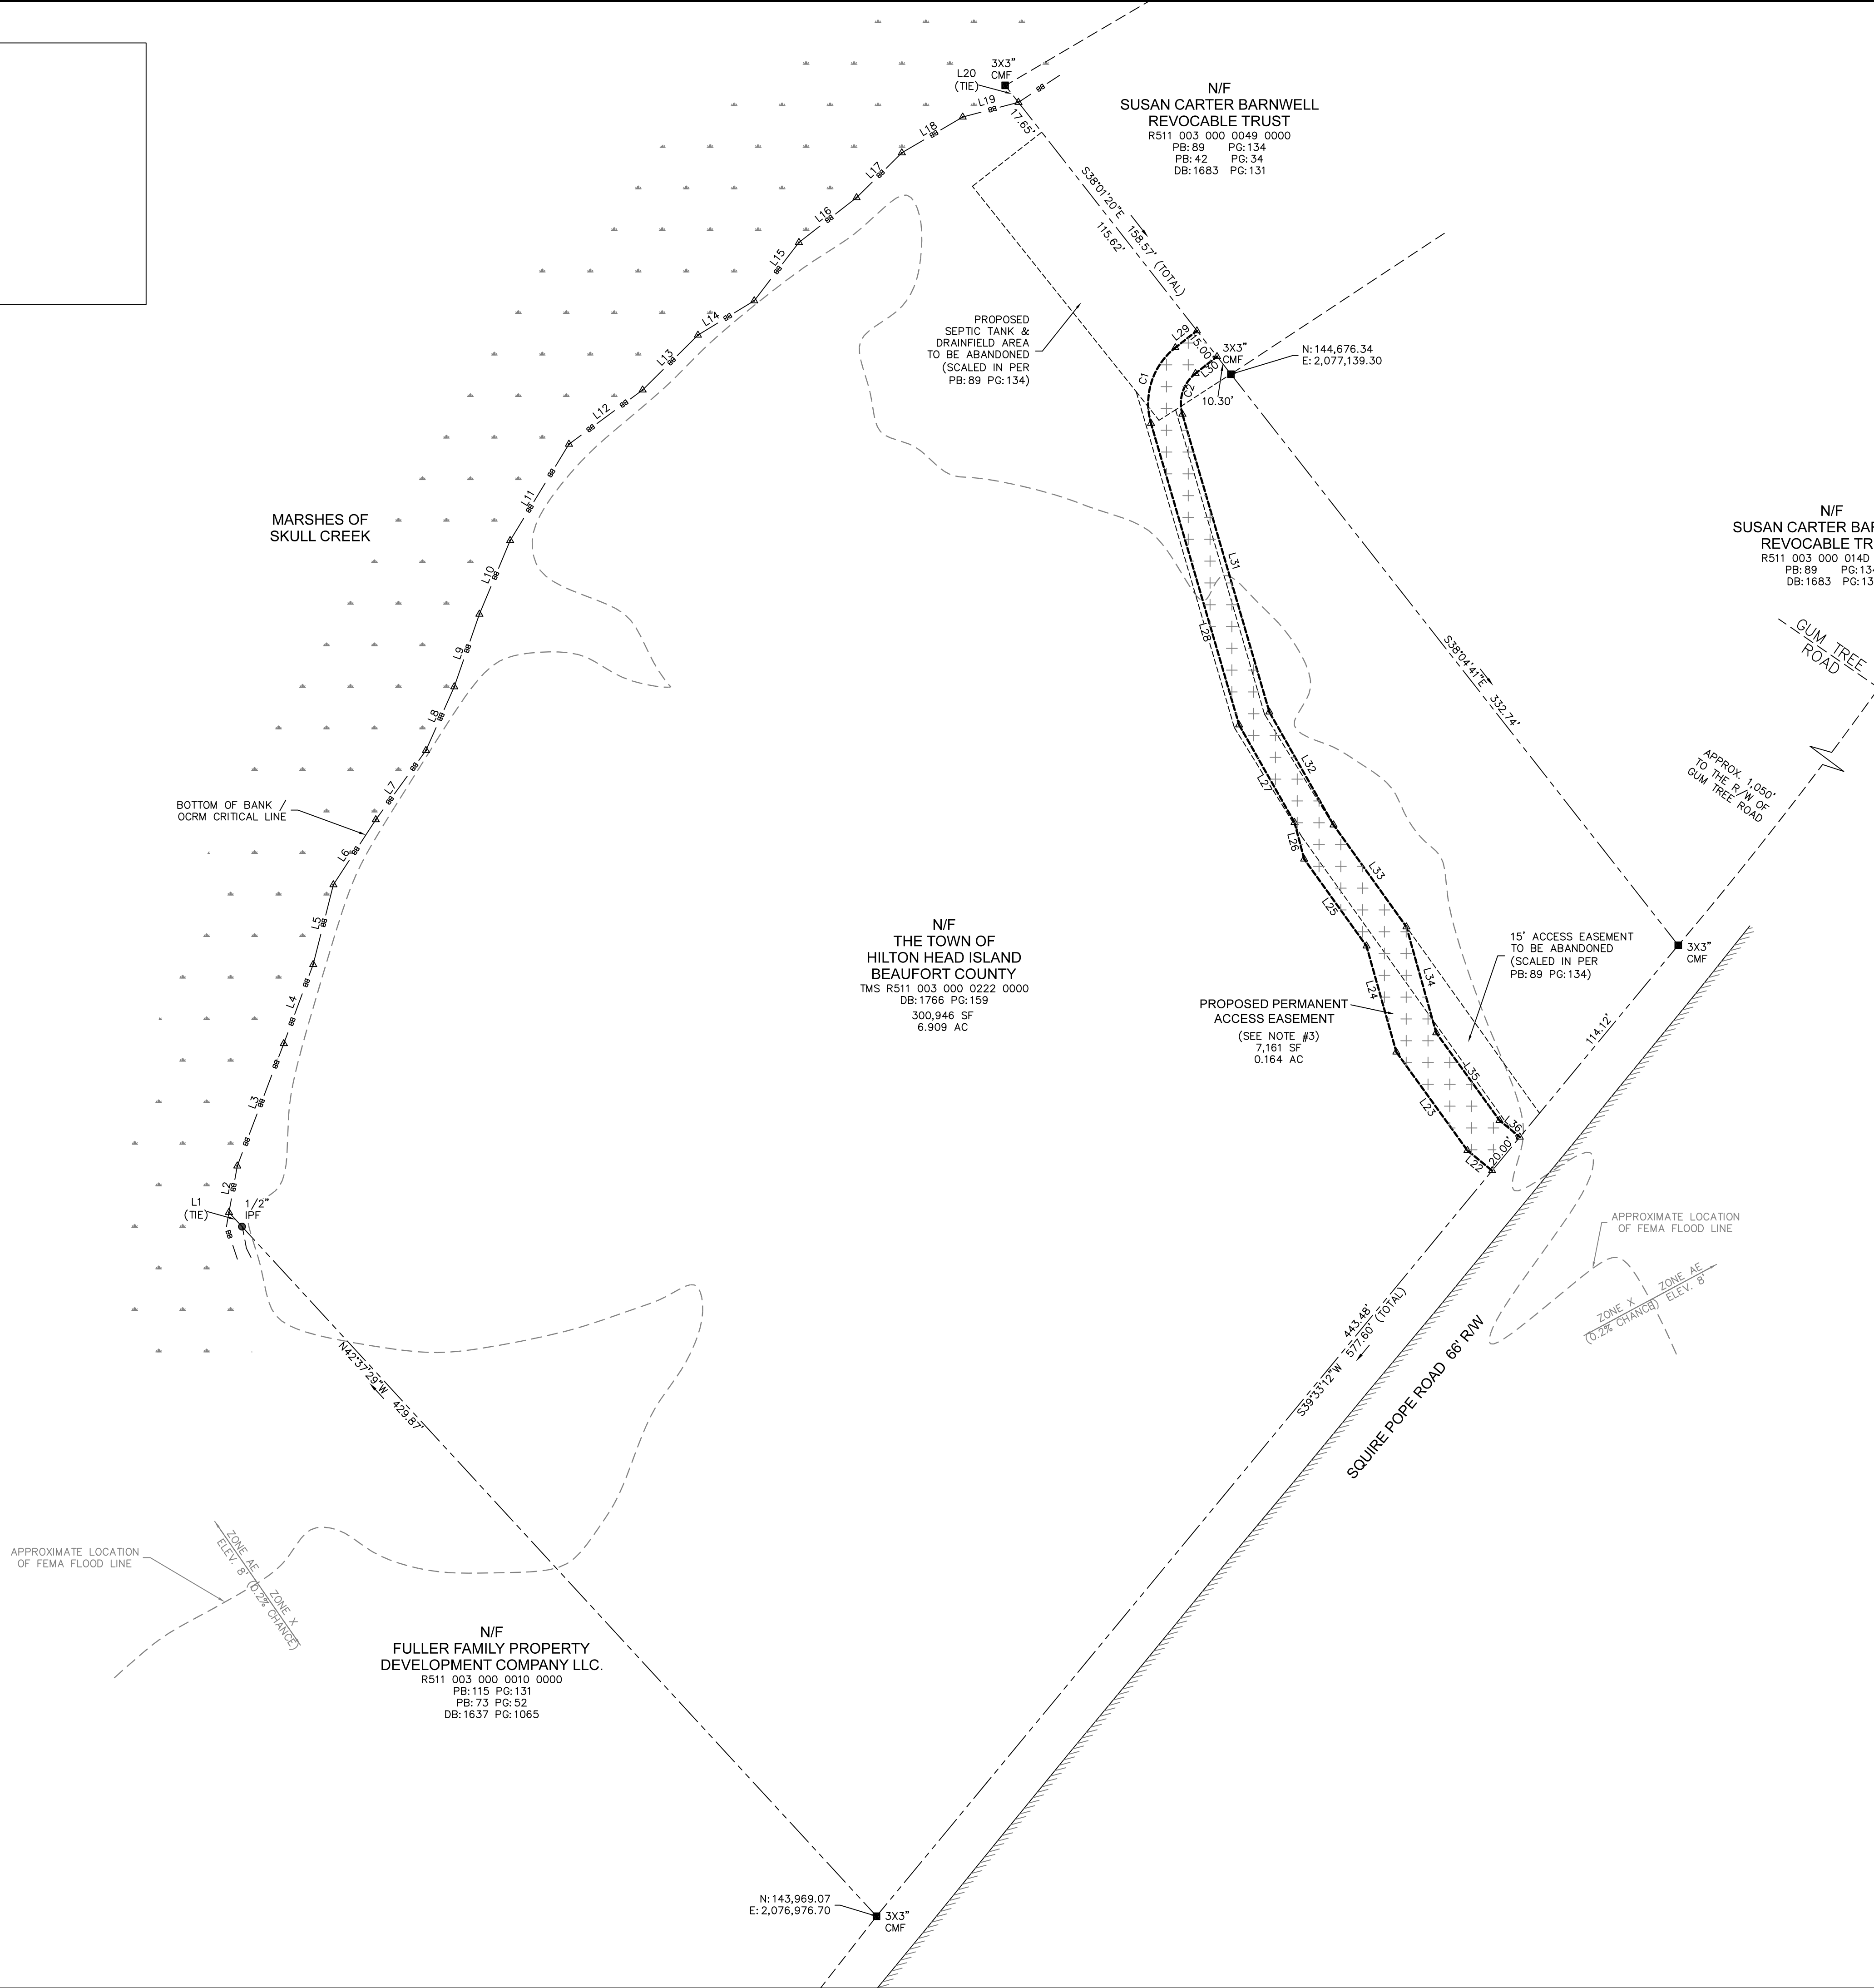 L20
(TIE)
3X3"
CMF
L19
L18
L17
L16
L15
L14
L13
L12
L11
L10
L9
L8
L7
L6
L5
L4
L3
L2
L1
(TIE)
1/2"
IPF
BB
17.65'
N/F
SUSAN CARTER BARNWELL
REVOCABLE TRUST
R511 003 000 0049 0000
PB: 89 PG: 134
PB: 42 PG: 34
DB: 1683 PG: 131
S38°01'20"E 158.57' (TOTAL)
115.62'
PROPOSED
SEPTIC TANK &
DRAINFIELD AREA
TO BE ABANDONED
(SCALED IN PER
PB: 89 PG: 134)
L29
15.00'
3X3"
CMF
L30
C1
C2
10.30'
N: 144,676.34
E: 2,077,139.30
MARSHES OF
SKULL CREEK
N/F
SUSAN CARTER BAR
REVOCABLE TR
R511 003 000 014D
PB: 89 PG: 134
DB: 1683 PG: 13
GUM TREE
ROAD
L31
L28
S38°04'41"E 332.74'
APPROX. 1,050'
TO THE R/W OF
GUM TREE ROAD
L32
L27
L26
L33
L25
L34
L24
L35
L23
L36
L22
20.00'
BOTTOM OF BANK /
OCRM CRITICAL LINE
N/F
THE TOWN OF
HILTON HEAD ISLAND
BEAUFORT COUNTY
TMS R511 003 000 0222 0000
DB: 1766 PG: 159
300,946 SF
6.909 AC
15' ACCESS EASEMENT
TO BE ABANDONED
(SCALED IN PER
PB: 89 PG: 134)
3X3"
CMF
PROPOSED PERMANENT
ACCESS EASEMENT
(SEE NOTE #3)
7,161 SF
0.164 AC
114.12'
APPROXIMATE LOCATION
OF FEMA FLOOD LINE
ZONE X ZONE AE
(0.2% CHANCE) ELEV. 8'
443.48'
S39°33'12"W 577.60' (TOTAL)
SQUIRE POPE ROAD 66' R/W
N42°37'29"W 429.87'
APPROXIMATE LOCATION
OF FEMA FLOOD LINE
ZONE AE ZONE X
ELEV. 8' (0.2% CHANCE)
N/F
FULLER FAMILY PROPERTY
DEVELOPMENT COMPANY LLC.
R511 003 000 0010 0000
PB: 115 PG: 131
PB: 73 PG: 52
DB: 1637 PG: 1065
N: 143,969.07
E: 2,076,976.70
3X3"
CMF